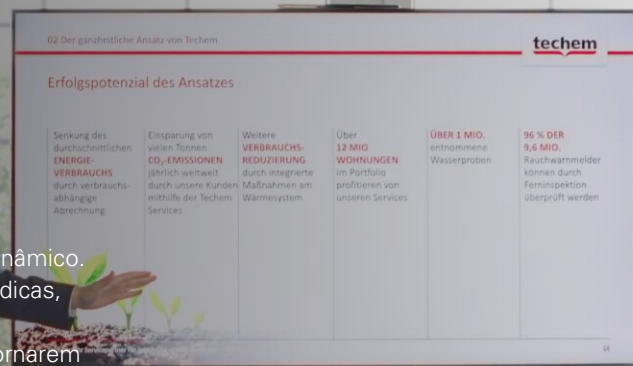 02 Der ganzheitliche Ansatz von Techem
techem
Erfolgspotenzial des Ansatzes
Senkung des
durchschnittlichen
ENERGIE-
VERBRAUCHS
durch verbrauchs-
abhängige
Abrechnung
Einsparung von
vielen Tonnen
CO₂-EMISSIONEN
jährlich weltweit
durch unsere Kunden
mithilfe der Techem
Services
Weitere
VERBRAUCHS-
REDUZIERUNG
durch integrierte
Maßnahmen am
Wärmesystem
Über
12 MIO
WOHNUNGEN
im Portfolio
profitieren von
unseren Services
ÜBER 1 MIO.
entnommene
Wasserproben
96 % DER
9,6 MIO.
Rauchwarnmelder
können durch
Ferninspektion
überprüft werden
nâmico.
dicas,
ornarem